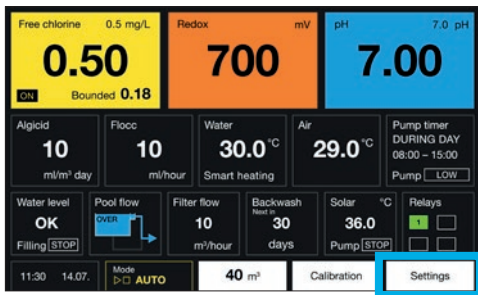 Free chlorine 0.5 mg/L
0.50
ON Bounded 0.18
Redox mV
700
pH 7.0 pH
7.00
Algicid
10
ml/m³ day
Flocc
10
ml/hour
Water
30.0°C
Smart heating
Air
29.0°C
Pump timer
DURING DAY
08:00 – 15:00
Pump LOW
Water level
OK
Filling STOP
Pool flow
OVER
Filter flow
10
m³/hour
Backwash
Next in
30
days
Solar °C
36.0
Pump STOP
Relays
1
11:30 14.07.
Mode
AUTO
40 m³
Calibration
Settings